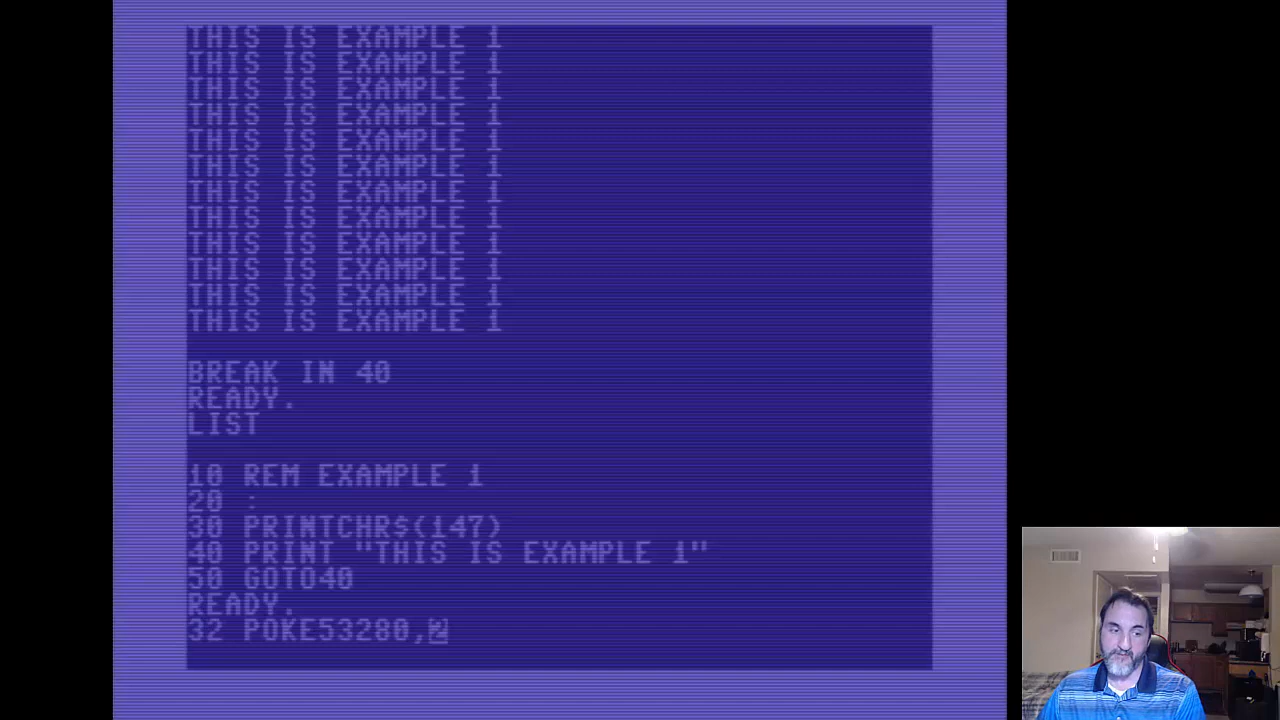 THIS IS EXAMPLE 1
THIS IS EXAMPLE 1
THIS IS EXAMPLE 1
THIS IS EXAMPLE 1
THIS IS EXAMPLE 1
THIS IS EXAMPLE 1
THIS IS EXAMPLE 1
THIS IS EXAMPLE 1
THIS IS EXAMPLE 1
THIS IS EXAMPLE 1
THIS IS EXAMPLE 1
THIS IS EXAMPLE 1
BREAK IN 40
READY.
LIST
10 REM EXAMPLE 1
20 :
30 PRINTCHR$(147)
40 PRINT "THIS IS EXAMPLE 1"
50 GOTO40
READY.
32 POKE53280,